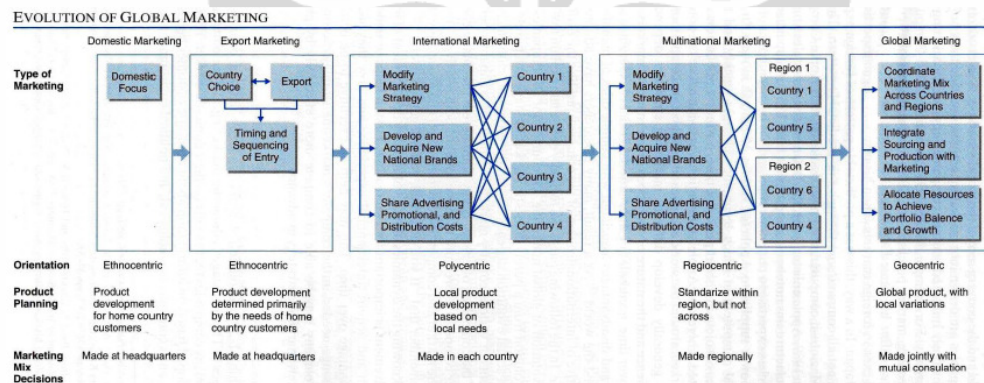 EVOLUTION OF GLOBAL MARKETING
Domestic Marketing Export Marketing International Marketing Multinational Marketing Global Marketing
Type of
Marketing
Domestic
Focus
Country
Choice
Export
Timing and
Sequencing
of Entry
Modify
Marketing
Strategy
Develop and
Acquire New
National Brands
Share Advertising
Promotional, and
Distribution Costs
Country 1
Country 2
Country 3
Country 4
Modify
Marketing
Strategy
Develop and
Acquire New
National Brands
Share Advertising
Promotional, and
Distribution Costs
Region 1
Country 1
Country 5
Region 2
Country 6
Country 4
Coordinate
Marketing Mix
Across Countries
and Regions
Integrate
Sourcing and
Production with
Marketing
Allocate Resources
to Achieve
Portfolio Balence
and Growth
Orientation Ethnocentric Ethnocentric Polycentric Regiocentric Geocentric
Product
Planning
Product
development
for home country
customers
Product development
determined primarily
by the needs of home
country customers
Local product
development
based on
local needs
Standarize within
region, but not
across
Global product, with
local variations
Marketing
Mix
Decisions
Made at headquarters
Made at headquarters
Made in each country
Made regionally
Made jointly with
mutual consulation